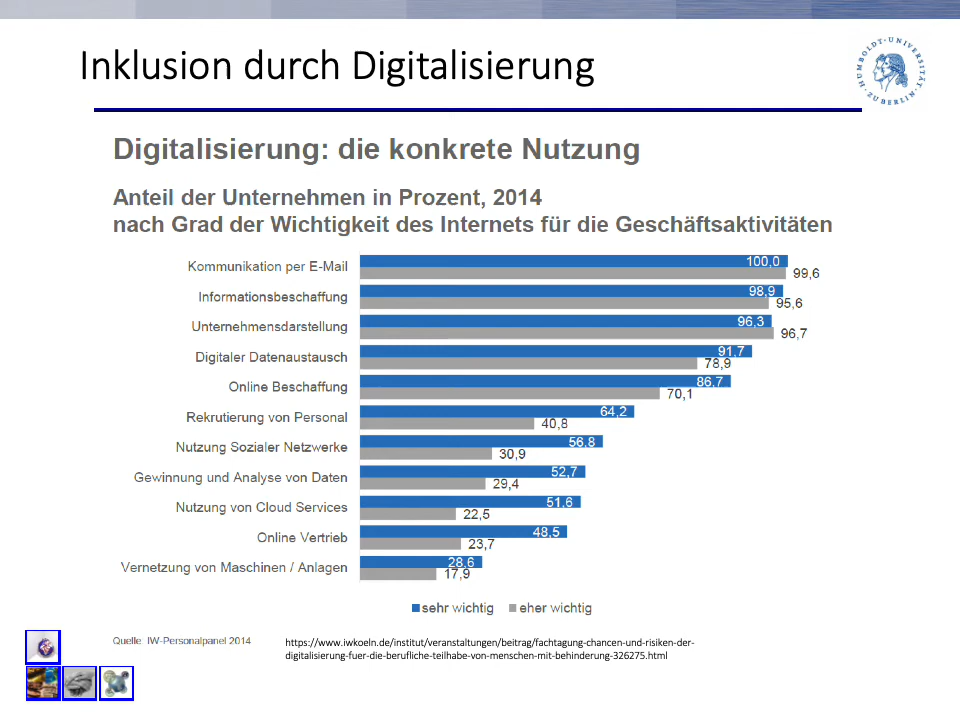 Inklusion durch Digitalisierung
HUMBOLDT-UNIVERSITÄT
ZU BERLIN
Digitalisierung: die konkrete Nutzung
Anteil der Unternehmen in Prozent, 2014
nach Grad der Wichtigkeit des Internets für die Geschäftsaktivitäten
Kommunikation per E-Mail 100,0
99,6
Informationsbeschaffung 98,9
95,6
Unternehmensdarstellung 96,3
96,7
Digitaler Datenaustausch 91,7
78,9
Online Beschaffung 86,7
70,1
Rekrutierung von Personal 64,2
40,8
Nutzung Sozialer Netzwerke 56,8
30,9
Gewinnung und Analyse von Daten 52,7
29,4
Nutzung von Cloud Services 51,6
22,5
Online Vertrieb 48,5
23,7
Vernetzung von Maschinen / Anlagen 28,6
17,9
sehr wichtig eher wichtig
Quelle: IW-Personalpanel 2014
https://www.iwkoeln.de/institut/veranstaltungen/beitrag/fachtagung-chancen-und-risiken-der-
digitalisierung-fuer-die-berufliche-teilhabe-von-menschen-mit-behinderung-326275.html